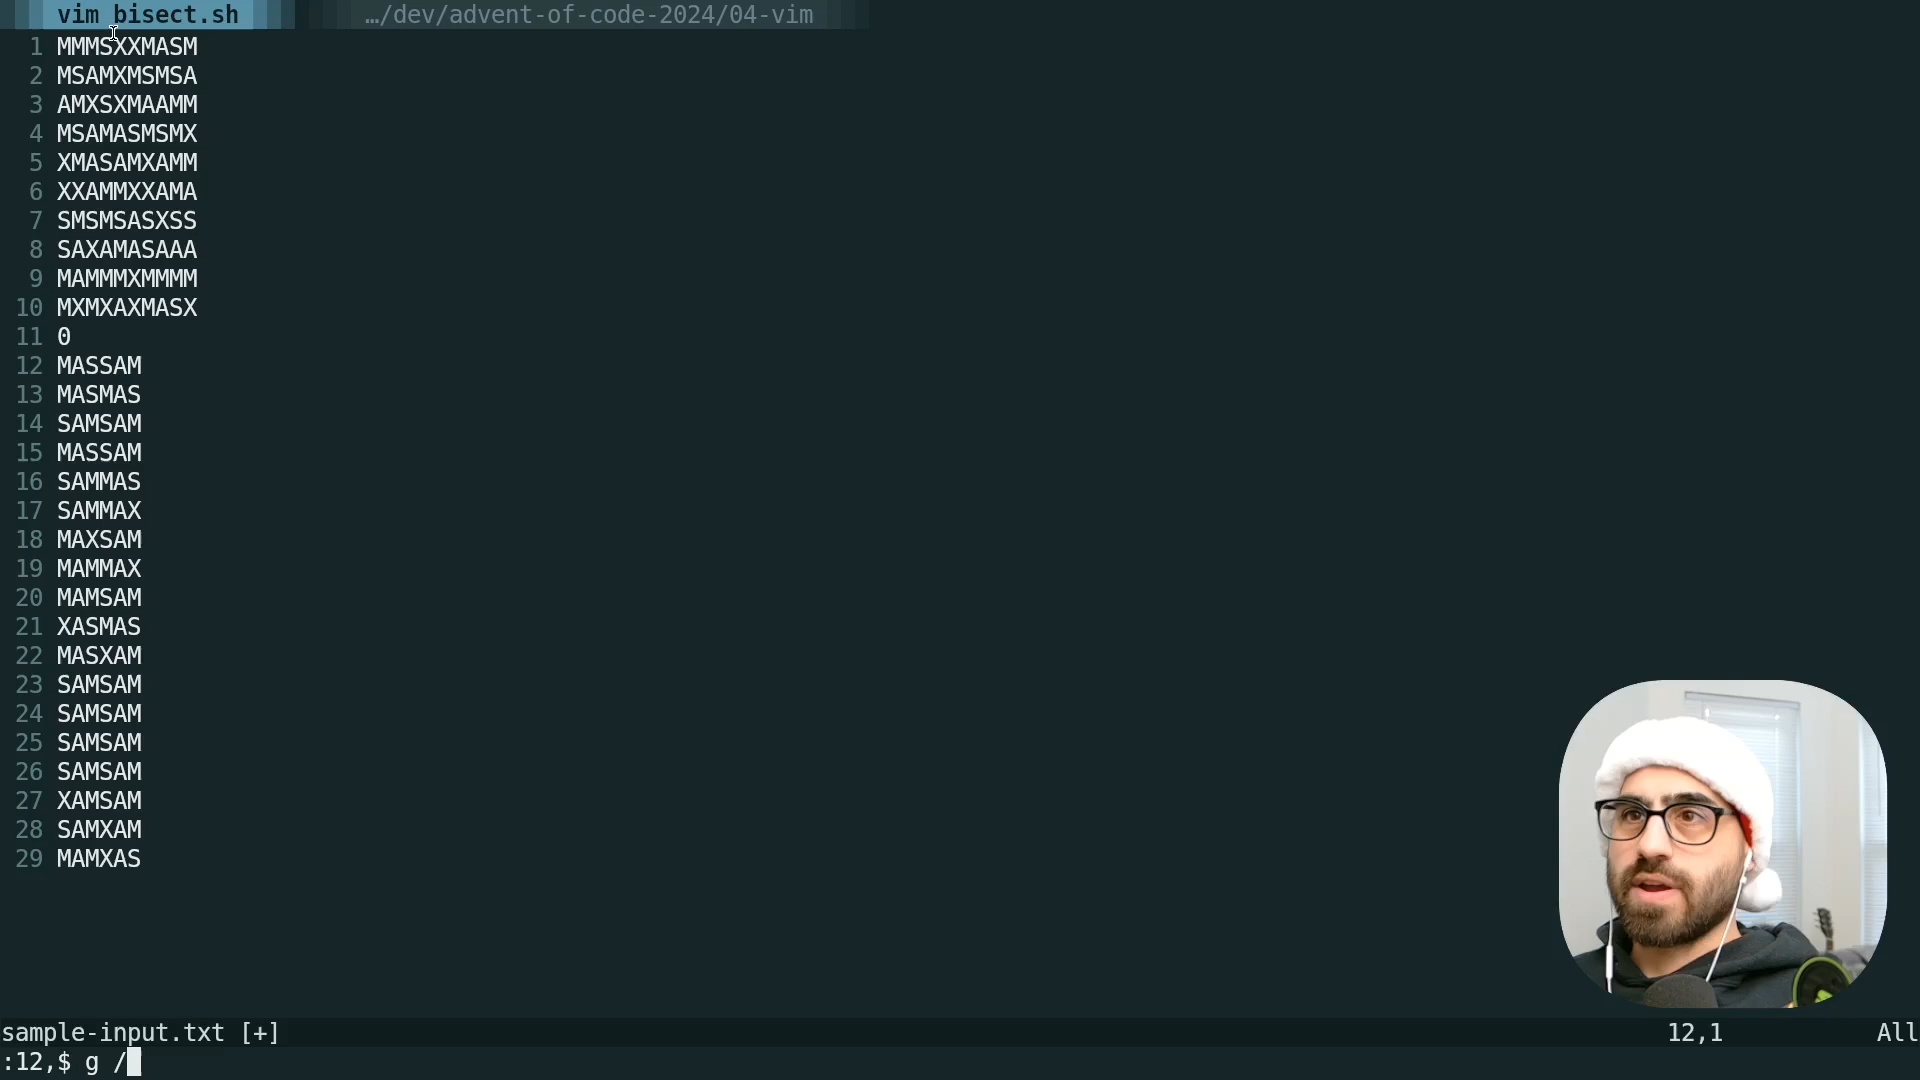 vim bisect.sh …/dev/advent-of-code-2024/04-vim
1 MMMSXXMASM
2 MSAMXMSMSA
3 AMXSXMAAMM
4 MSAMASMSMX
5 XMASAMXAMM
6 XXAMMXXAMA
7 SMSMSASXSS
8 SAXAMASAAA
9 MAMMMXMMMM
10 MXMXAXMASX
11 0
12 MASSAM
13 MASMAS
14 SAMSAM
15 MASSAM
16 SAMMAS
17 SAMMAX
18 MAXSAM
19 MAMMAX
20 MAMSAM
21 XASMAS
22 MASXAM
23 SAMSAM
24 SAMSAM
25 SAMSAM
26 SAMSAM
27 XAMSAM
28 SAMXAM
29 MAMXAS
sample-input.txt [+] 12,1 All
:12,$ g /